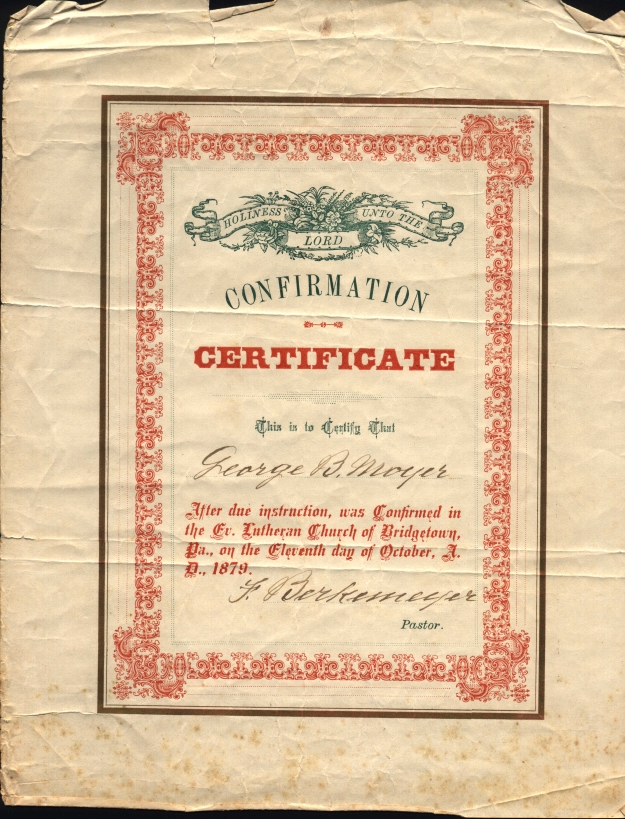 HOLINESS UNTO THE
LORD
CONFIRMATION
CERTIFICATE
This is to Certify That
George B. Moyer
After due instruction, was Confirmed in
the Ev. Lutheran Church of Bridgetown,
Pa., on the Eleventh day of October, A.
D., 1879.
F. Berkemeyer
Pastor.